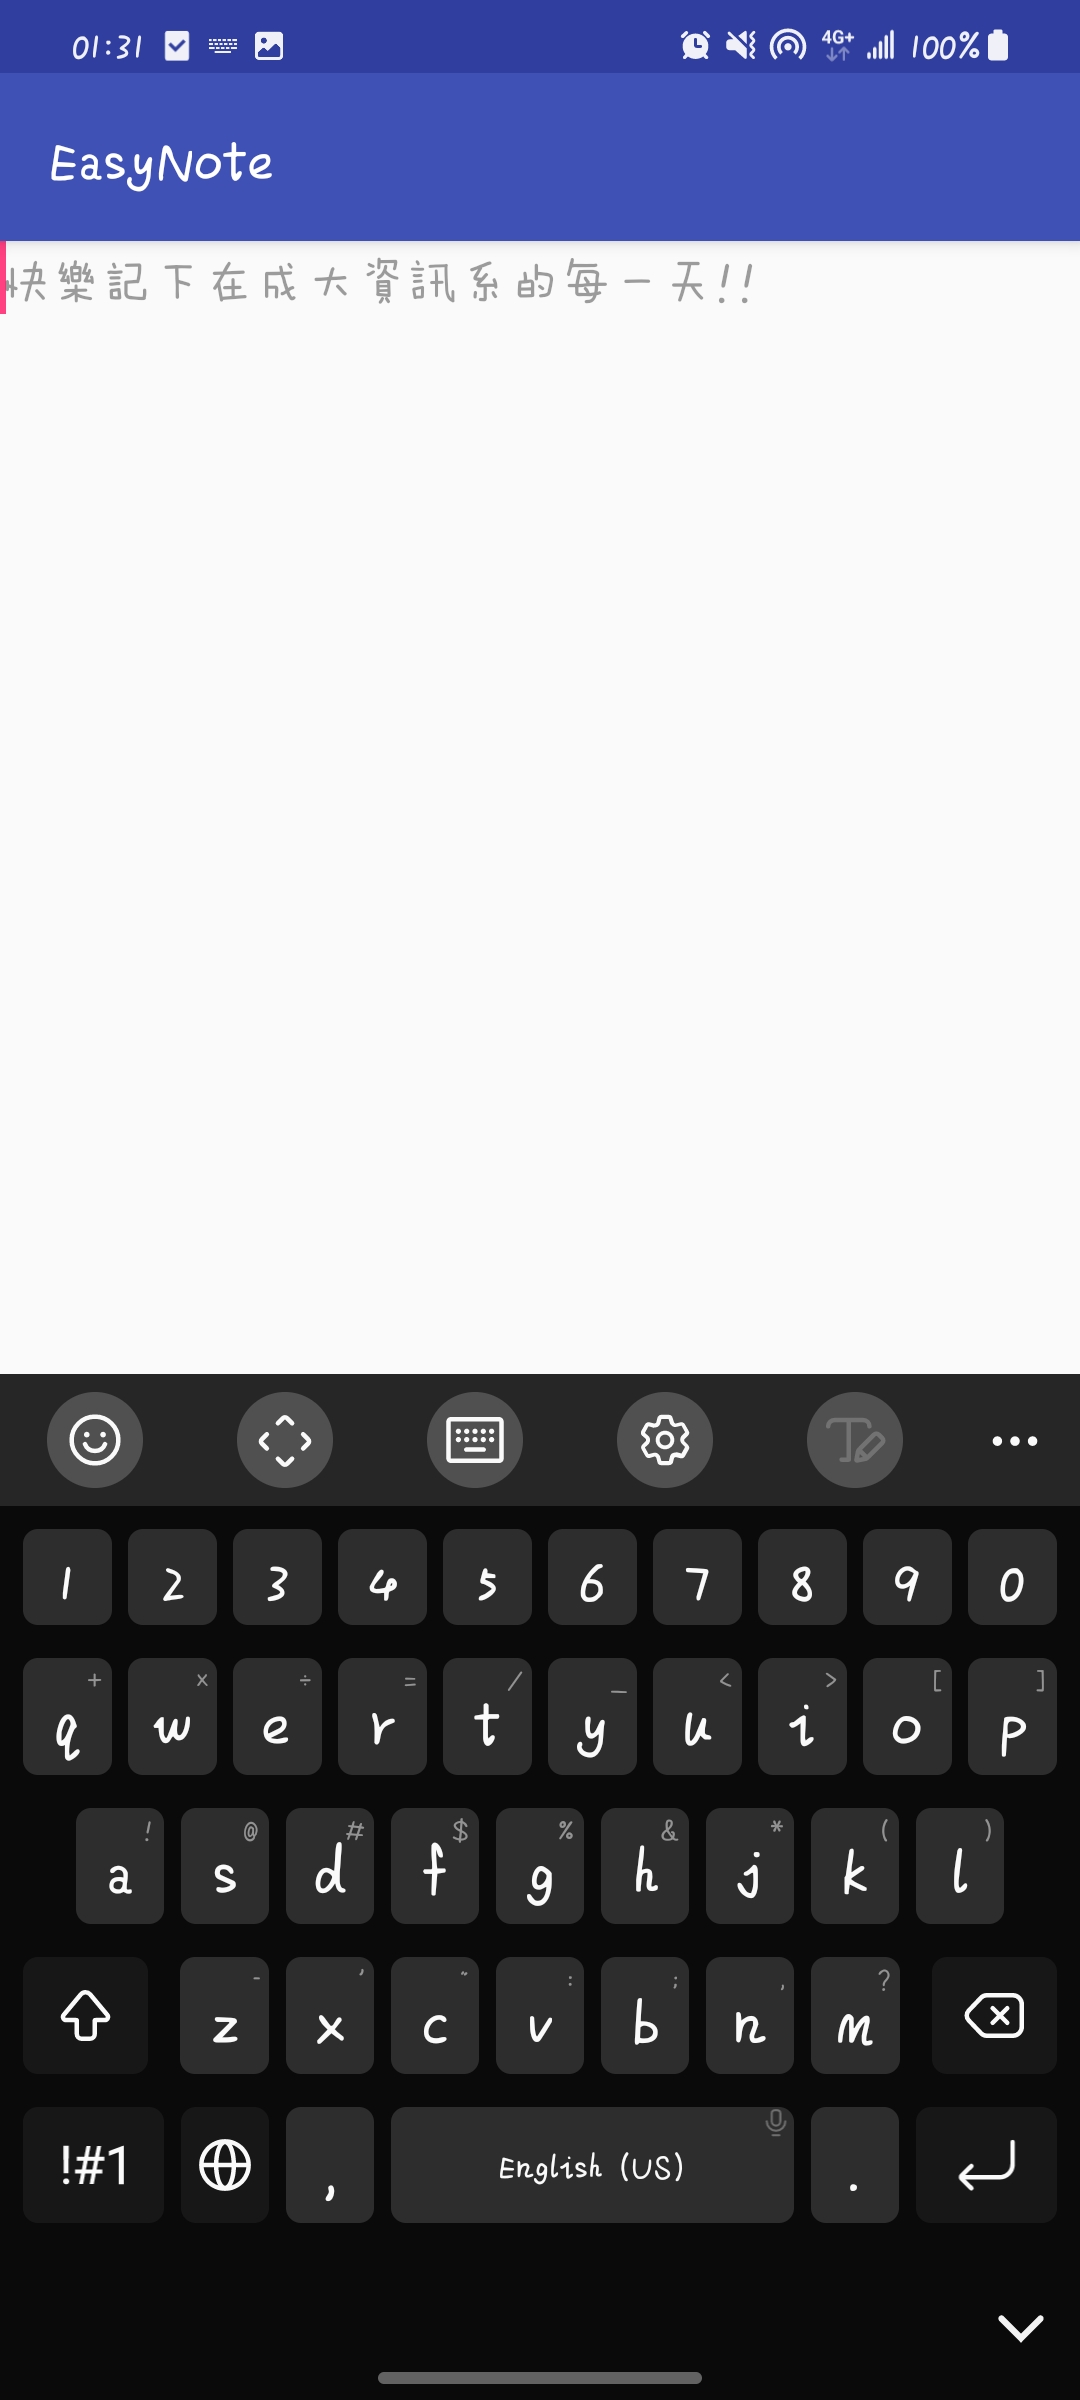 01:31 4G+ 100%
EasyNote
快樂記下在成大資訊系的每一天!!
1 2 3 4 5 6 7 8 9 0
+ × ÷ = / _ < > [ ]
q w e r t y u i o p
! @ # $ % & * ( )
a s d f g h j k l
- ' " : ; , ?
z x c v b n m
!#1 , English (US) .